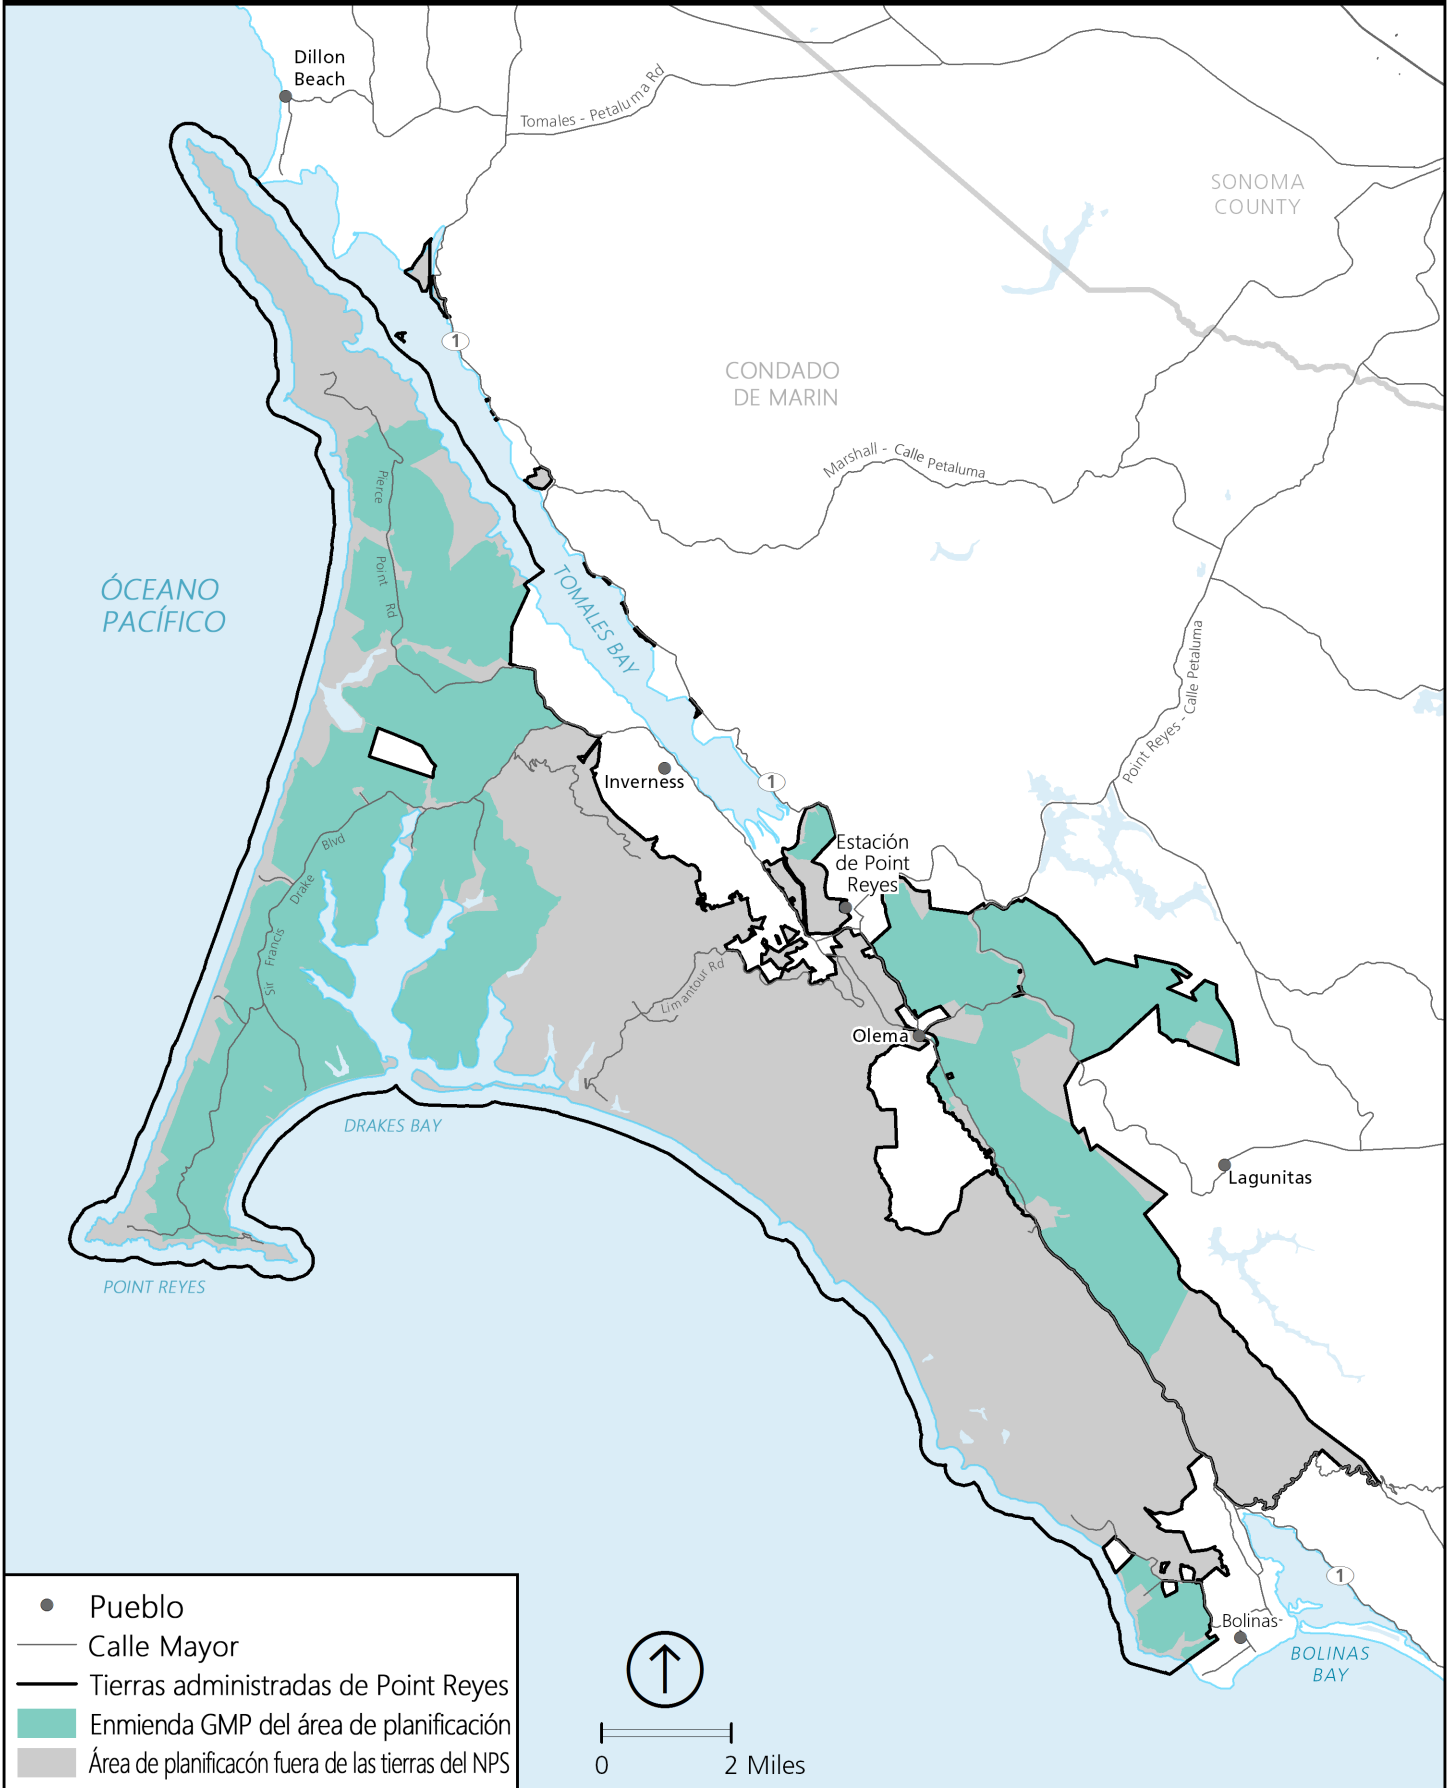 Dillon
Beach
Tomales - Petaluma Rd
SONOMA
COUNTY
1
CONDADO
DE MARIN
Marshall - Calle Petaluma
Pierce
Point
Rd
ÓCEANO
PACÍFICO
TOMALES BAY
Point Reyes - Calle Petaluma
Inverness
1
Estación
de Point
Reyes
Blvd
Drake
Francis
Sir
Limantour Rd
Olema
DRAKES BAY
Lagunitas
POINT REYES
1
Bolinas
BOLINAS
BAY
Pueblo
Calle Mayor
Tierras administradas de Point Reyes
Enmienda GMP del área de planificación
Área de planificacón fuera de las tierras del NPS
0 2 Miles